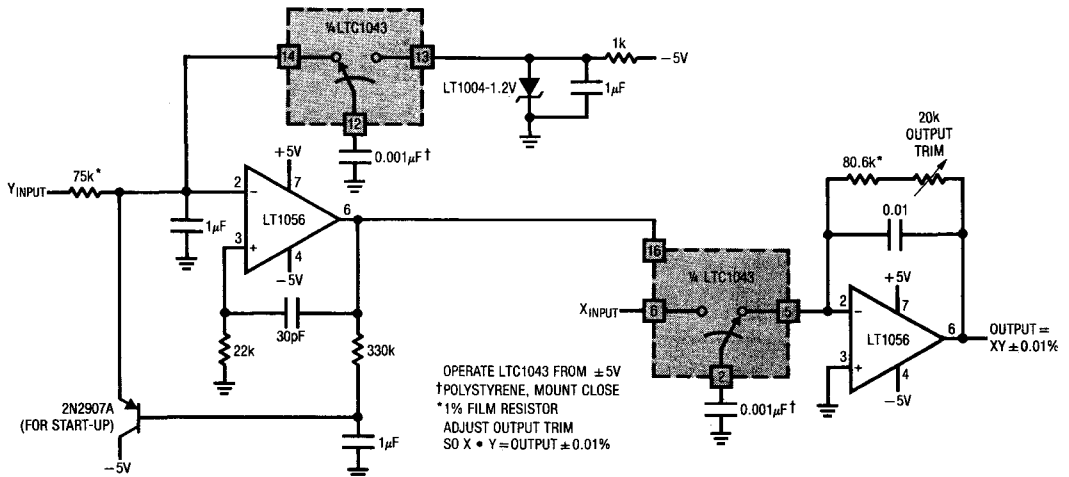 ¼LTC1043
14
13
12
1k
−5V
LT1004-1.2V
1µF
0.001µF†
20k
OUTPUT
TRIM
80.6k*
0.01
YINPUT
75k*
1µF
+5V
2
−
7
LT1056
6
3
+
4
−5V
30pF
22k
330k
2N2907A
(FOR START-UP)
−5V
1µF
16
¼ LTC1043
XINPUT
6
5
2
0.001µF†
+5V
2
−
7
LT1056
6
3
+
4
−5V
OUTPUT =
XY ± 0.01%
OPERATE LTC1043 FROM ±5V
†POLYSTYRENE, MOUNT CLOSE
*1% FILM RESISTOR
ADJUST OUTPUT TRIM
SO X • Y = OUTPUT ± 0.01%